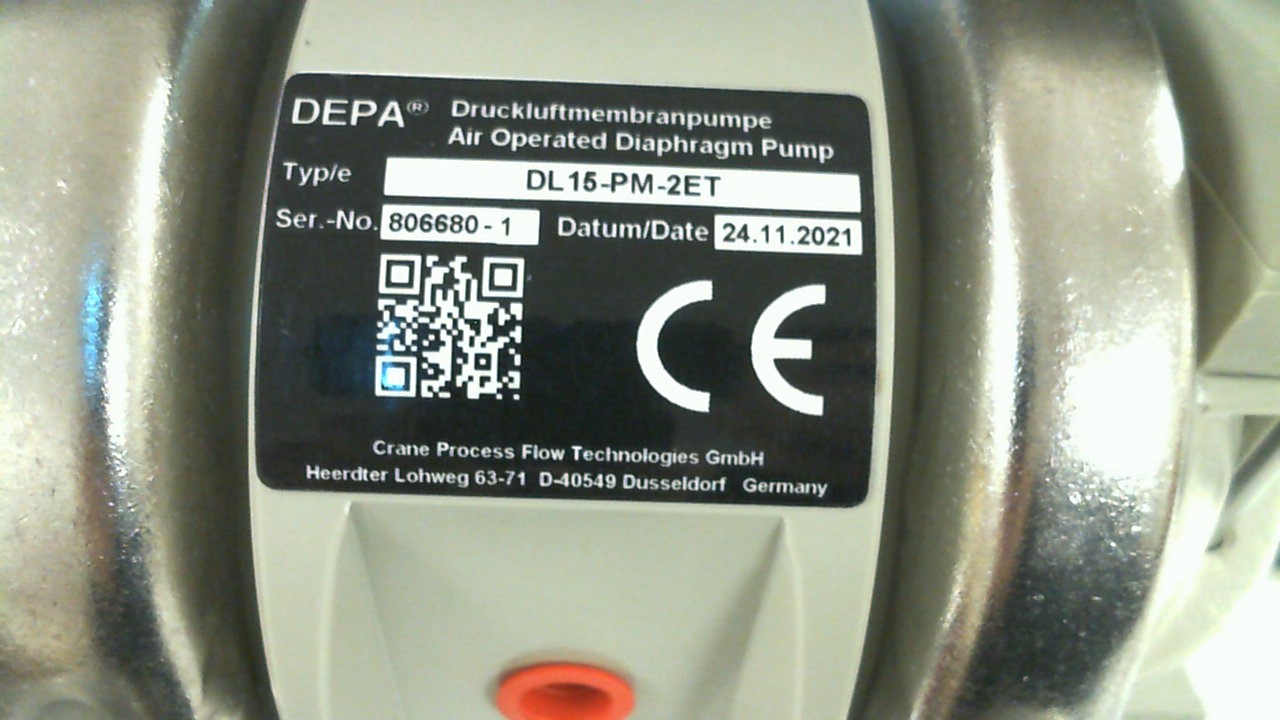 DEPA® Druckluftmembranpumpe
Air Operated Diaphragm Pump
Typ/e DL15-PM-2ET
Ser.-No. 806680-1 Datum/Date 24.11.2021
CE
Crane Process Flow Technologies GmbH
Heerdter Lohweg 63-71 D-40549 Dusseldorf Germany